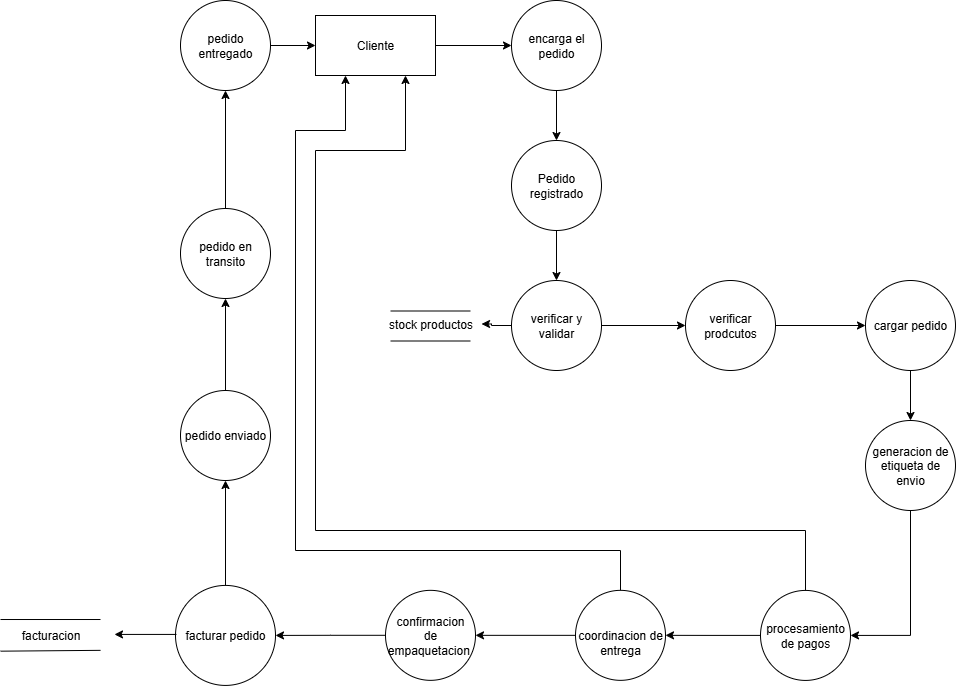 pedido
entregado
Cliente
encarga el
pedido
Pedido
registrado
pedido en
transito
stock productos
verificar y
validar
verificar
prodcutos
cargar pedido
pedido enviado
generacion de
etiqueta de
envio
facturacion
facturar pedido
confirmacion
de
empaquetacion
coordinacion de
entrega
procesamiento
de pagos